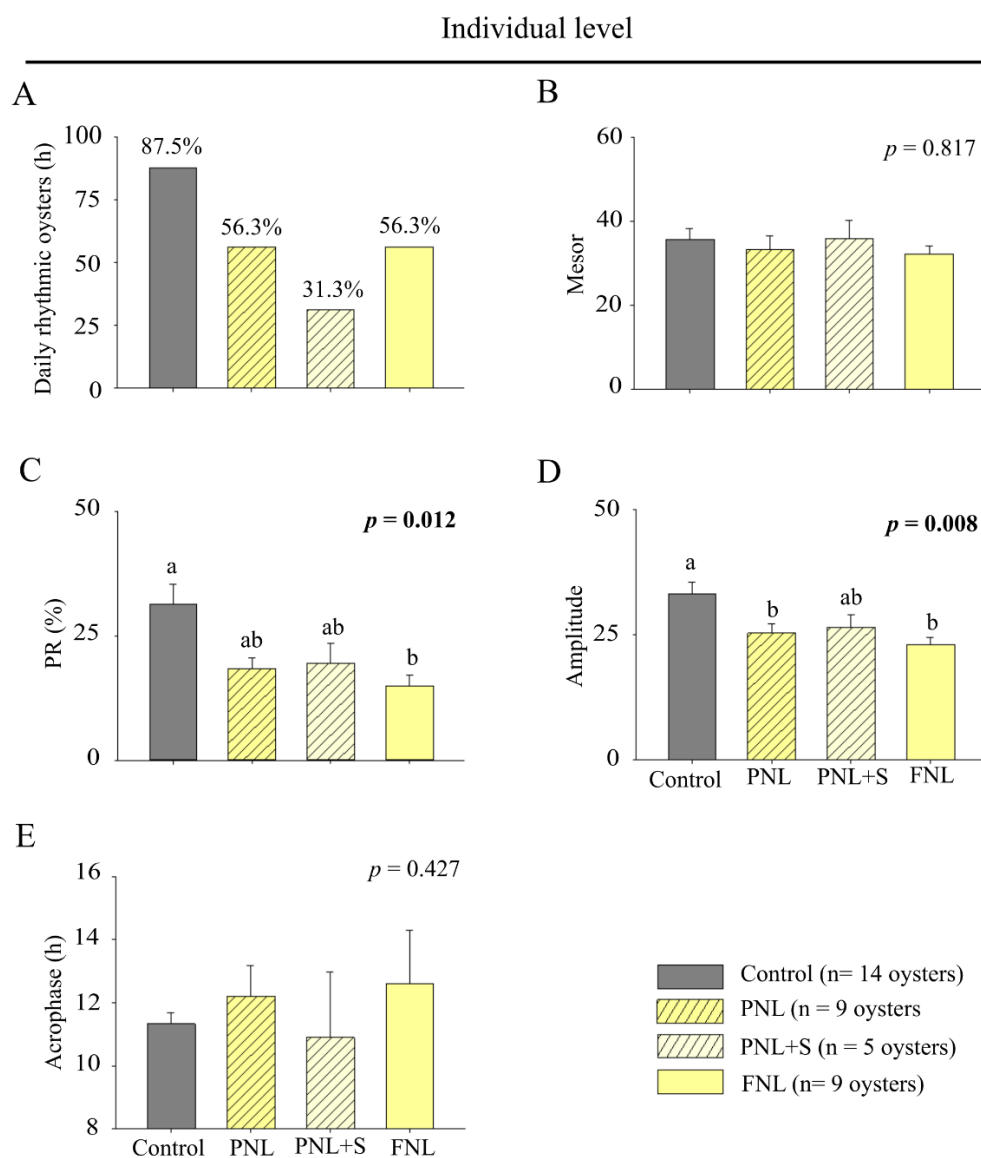 Individual level
A
Daily rhythmic oysters (h)
100
75
50
25
0
87.5%
56.3%
31.3%
56.3%
B
Mesor
60
40
20
0
p = 0.817
C
PR (%)
50
25
0
p = 0.012
a
ab
ab
b
D
Amplitude
50
25
0
p = 0.008
a
b
ab
b
Control
PNL
PNL+S
FNL
E
Acrophase (h)
16
14
12
10
8
p = 0.427
Control
PNL
PNL+S
FNL
Control (n= 14 oysters)
PNL (n = 9 oysters
PNL+S (n = 5 oysters)
FNL (n= 9 oysters)